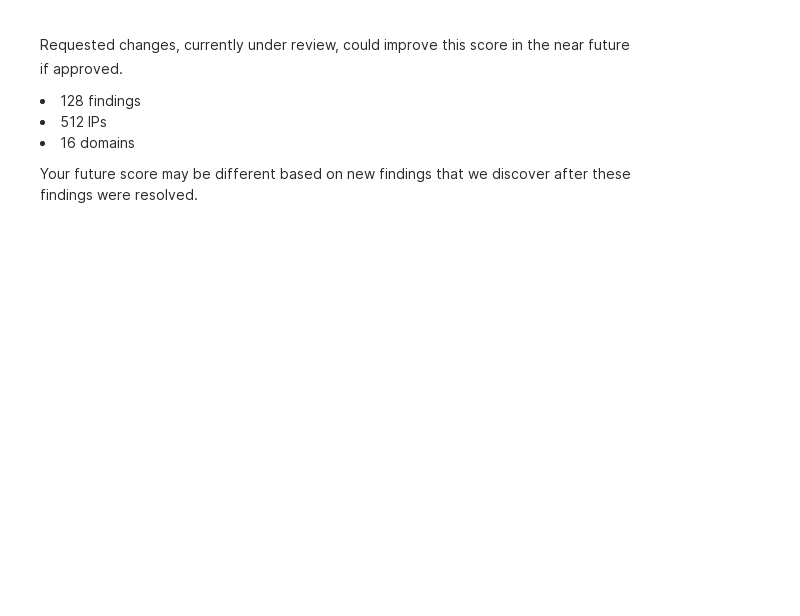 Requested changes, currently under review, could improve this score in the near future
if approved.
• 128 findings
• 512 IPs
• 16 domains
Your future score may be different based on new findings that we discover after these
findings were resolved.